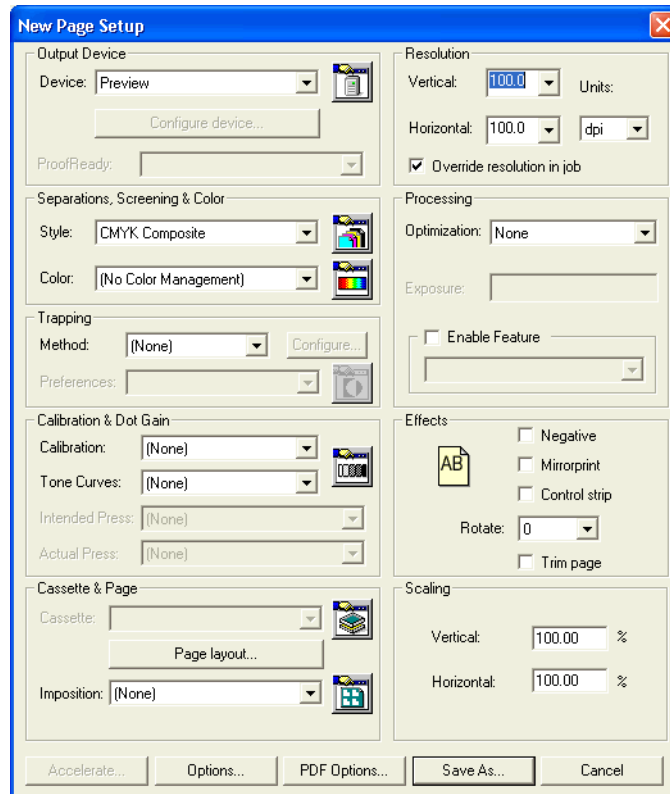 New Page Setup
Output Device
Device: Preview
Configure device...
ProofReady:
Separations, Screening & Color
Style: CMYK Composite
Color: (No Color Management)
Trapping
Method: (None) Configure...
Preferences:
Calibration & Dot Gain
Calibration: (None)
Tone Curves: (None)
Intended Press: (None)
Actual Press: (None)
Cassette & Page
Cassette:
Page layout...
Imposition: (None)
Resolution
Vertical: 100.0 Units:
Horizontal: 100.0 dpi
Override resolution in job
Processing
Optimization: None
Exposure:
Enable Feature
Effects
AB
Negative
Mirrorprint
Control strip
Rotate: 0
Trim page
Scaling
Vertical: 100.00 %
Horizontal: 100.00 %
Accelerate... Options... PDF Options... Save As... Cancel